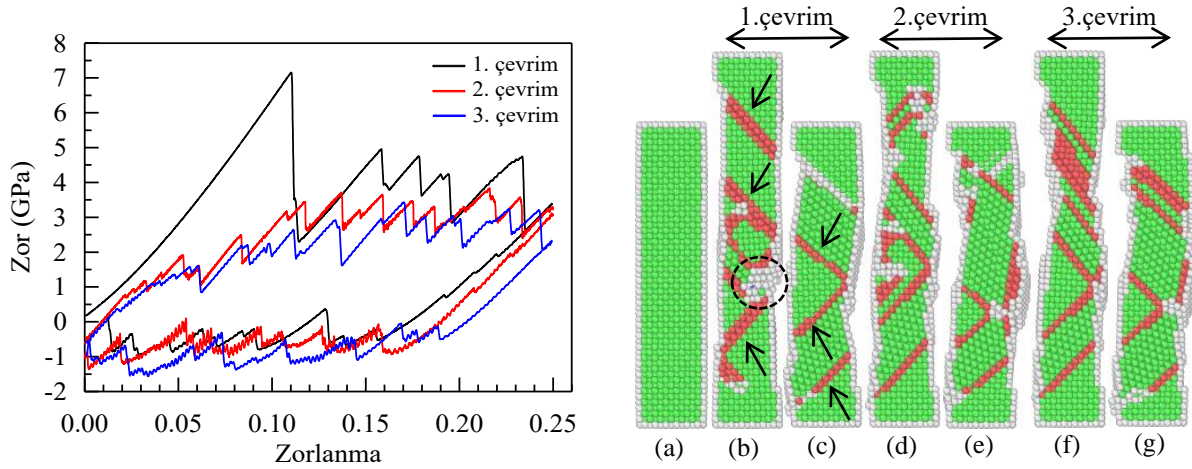 8
7
6
5
4
3
2
1
0
-1
-2
Zor (GPa)
0.00
0.05
0.10
0.15
0.20
0.25
Zorlanma
1. çevrim
2. çevrim
3. çevrim
1.çevrim
2.çevrim
3.çevrim
(a)
(b)
(c)
(d)
(e)
(f)
(g)